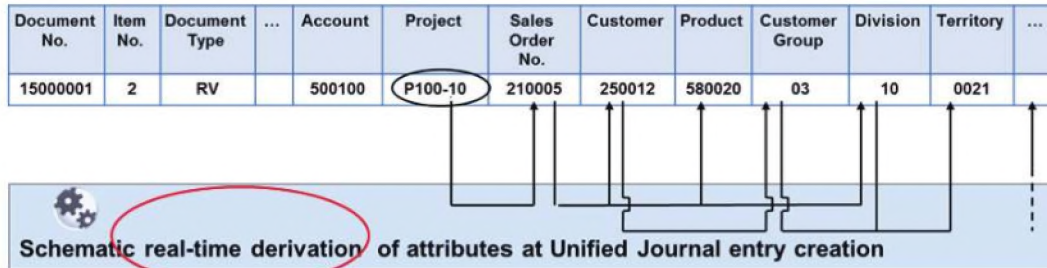 Document No. Item No. Document Type ... Account Project Sales Order No. Customer Product Customer Group Division Territory ...
15000001 2 RV 500100 P100-10 210005 250012 580020 03 10 0021
Schematic real-time derivation of attributes at Unified Journal entry creation